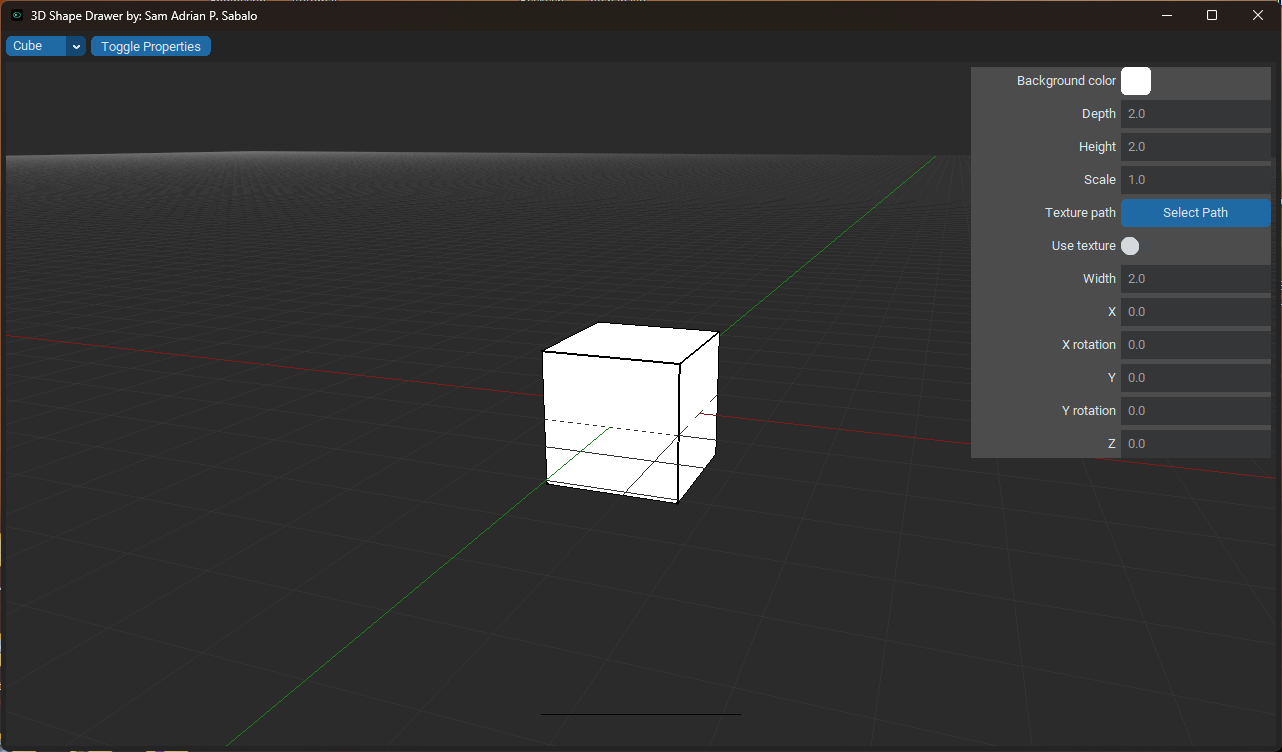 3D Shape Drawer by: Sam Adrian P. Sabalo
Cube
Toggle Properties
Background color
Depth 2.0
Height 2.0
Scale 1.0
Texture path Select Path
Use texture
Width 2.0
X 0.0
X rotation 0.0
Y 0.0
Y rotation 0.0
Z 0.0